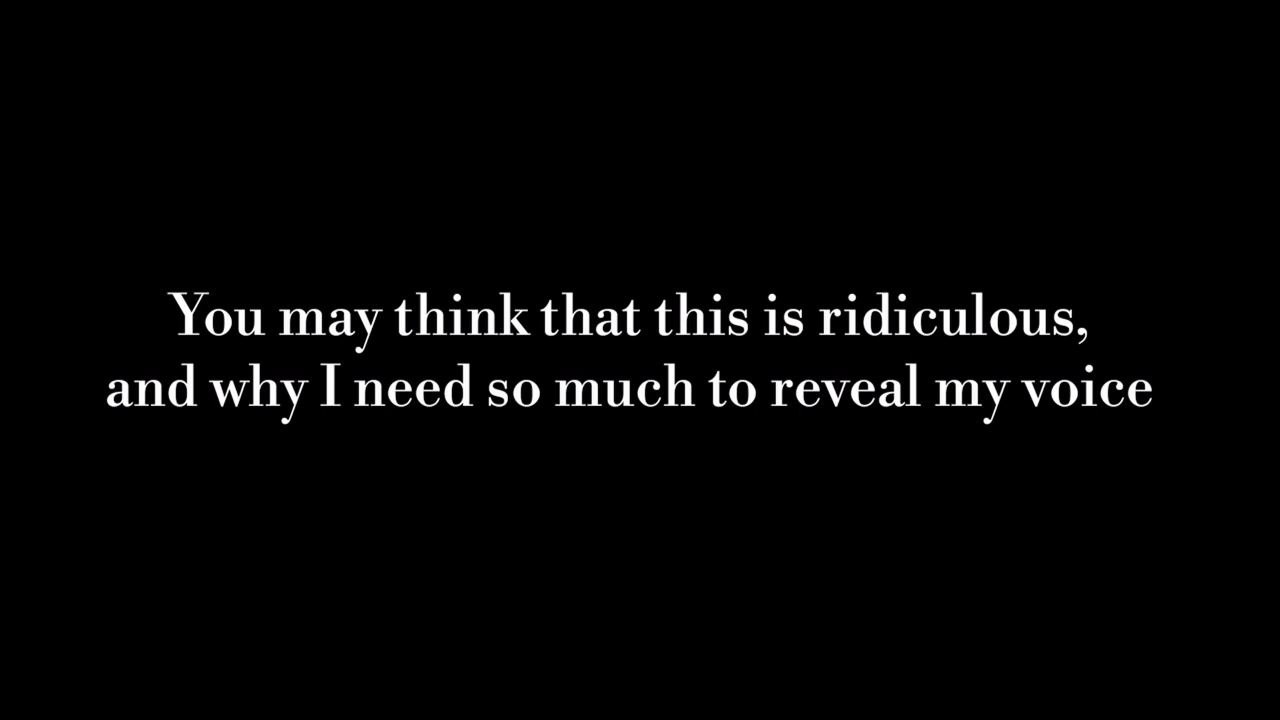 You may think that this is ridiculous,
and why I need so much to reveal my voice